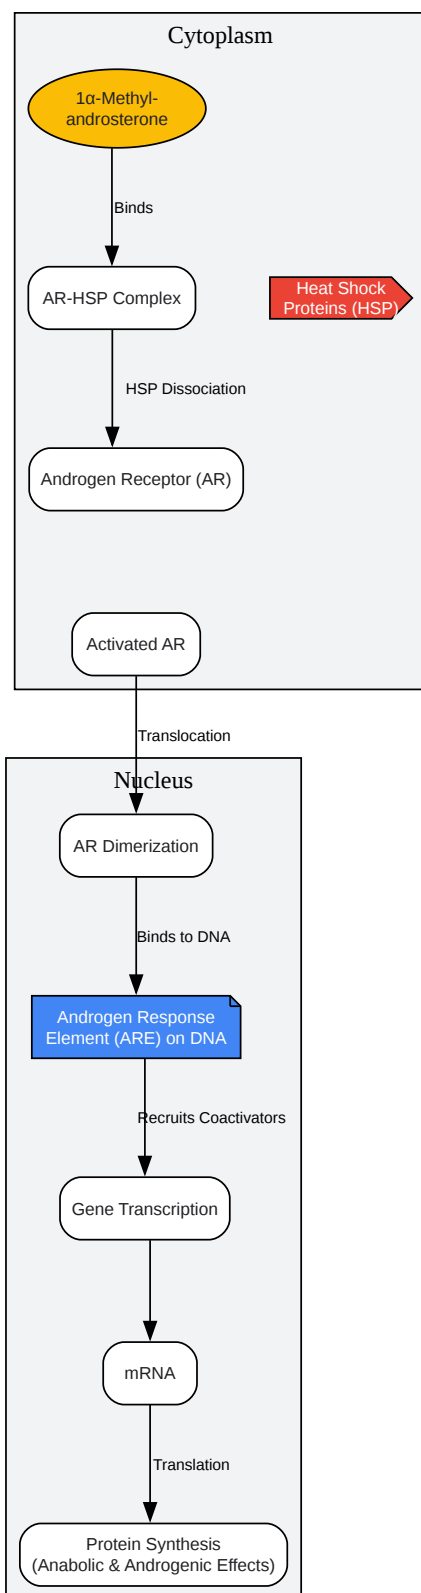 Cytoplasm
1α-Methyl-
androsterone
Binds
AR-HSP Complex
Heat Shock
Proteins (HSP)
HSP Dissociation
Androgen Receptor (AR)
Activated AR
Translocation
Nucleus
AR Dimerization
Binds to DNA
Androgen Response
Element (ARE) on DNA
Recruits Coactivators
Gene Transcription
mRNA
Translation
Protein Synthesis
(Anabolic & Androgenic Effects)